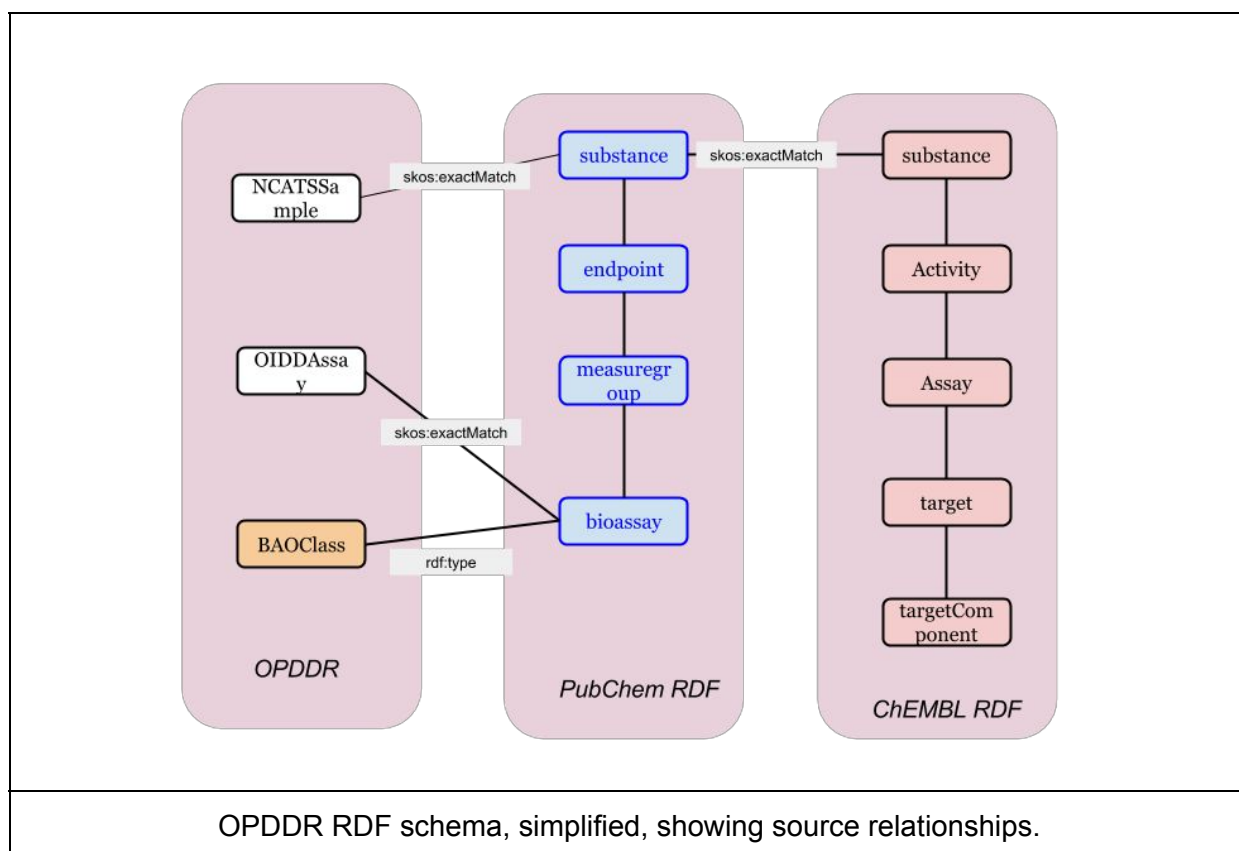 NCATSSa
mple
OIDDAssa
y
BAOClass
OPDDR
skos:exactMatch
skos:exactMatch
rdf:type
substance
endpoint
measuregr
oup
bioassay
PubChem RDF
skos:exactMatch
substance
Activity
Assay
target
targetCom
ponent
ChEMBL RDF
OPDDR RDF schema, simplified, showing source relationships.